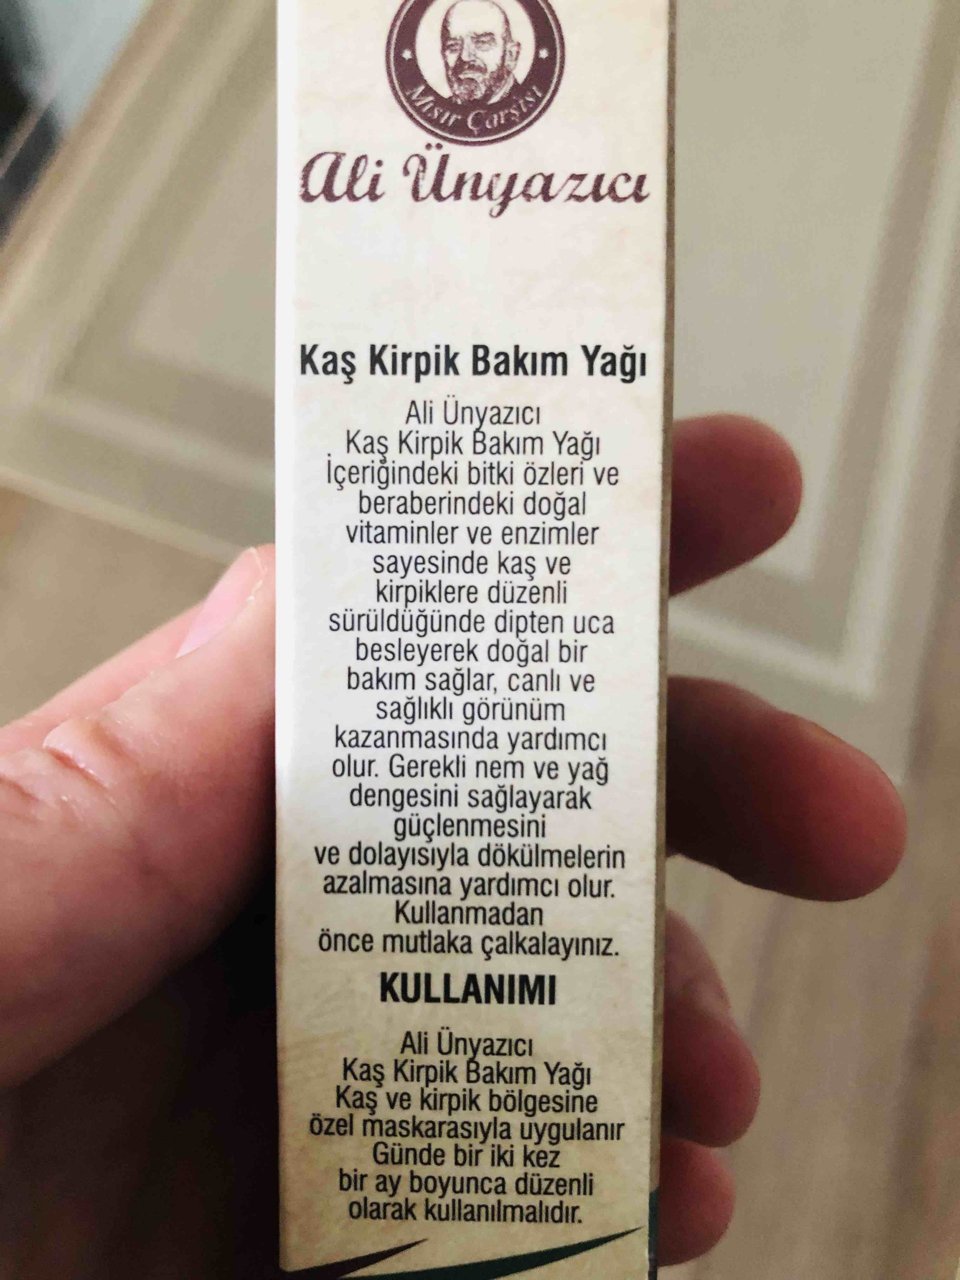 Mısır Çarşısı
Ali Ünyazıcı
Kaş Kirpik Bakım Yağı
Ali Ünyazıcı
Kaş Kirpik Bakım Yağı
İçeriğindeki bitki özleri ve
beraberindeki doğal
vitaminler ve enzimler
sayesinde kaş ve
kirpiklere düzenli
sürüldüğünde dipten uca
besleyerek doğal bir
bakım sağlar, canlı ve
sağlıklı görünüm
kazanmasında yardımcı
olur. Gerekli nem ve yağ
dengesini sağlayarak
güçlenmesini
ve dolayısıyla dökülmelerin
azalmasına yardımcı olur.
Kullanmadan
önce mutlaka çalkalayınız.
KULLANIMI
Ali Ünyazıcı
Kaş Kirpik Bakım Yağı
Kaş ve kirpik bölgesine
özel maskarasıyla uygulanır
Günde bir iki kez
bir ay boyunca düzenli
olarak kullanılmalıdır.